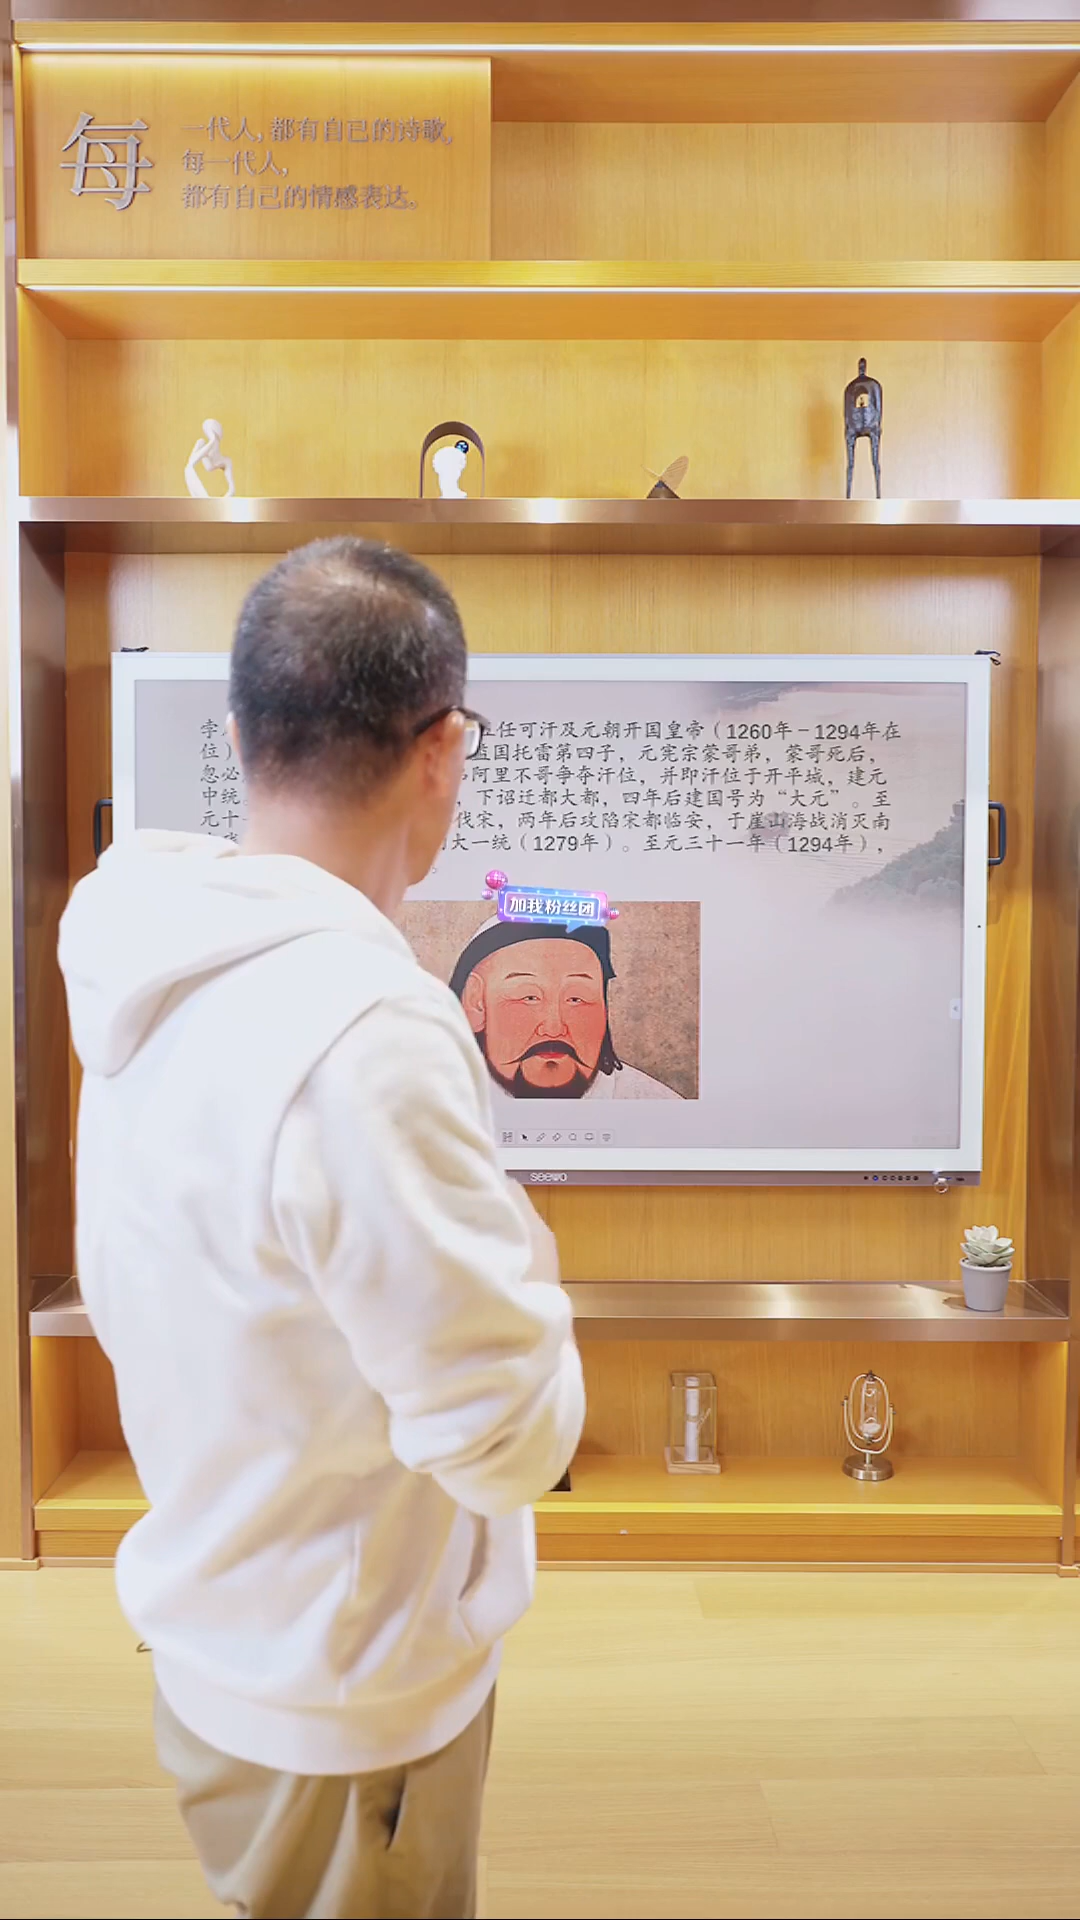 每
一代人,都有自己的诗歌,
每一代人,
都有自己的情感表达。
任可汗及元朝开国皇帝（1260年－1294年在
位） 监国托雷第四子，元宪宗蒙哥弟，蒙哥死后，
忽必 阿里不哥争夺汗位，并即汗位于开平城，建元
中统 ，下诏迁都大都，四年后建国号为“大元”。至
元十 伐宋，两年后攻陷宋都临安，于崖山海战消灭南
大一统（1279年）。至元三十一年（1294年），
。
加我粉丝团
seewo